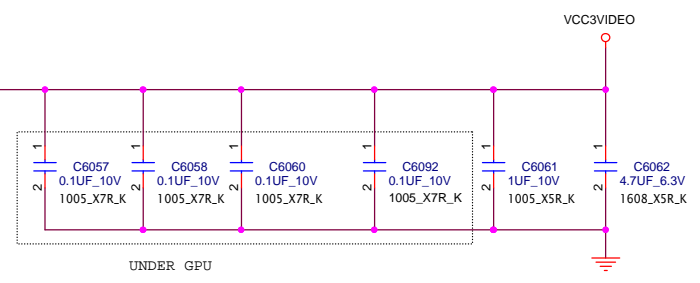 VCC3VIDEO
1 1 1 1 1 1
C6057 C6058 C6060 C6092 C6061 C6062
0.1UF_10V 0.1UF_10V 0.1UF_10V 0.1UF_10V 1UF_10V 4.7UF_6.3V
2 2 2 2 2 2
1005_X7R_K 1005_X7R_K 1005_X7R_K 1005_X7R_K 1005_X5R_K 1608_X5R_K
UNDER GPU